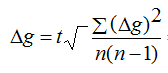 Δg = t√ Σ(Δg)² / n(n−1)